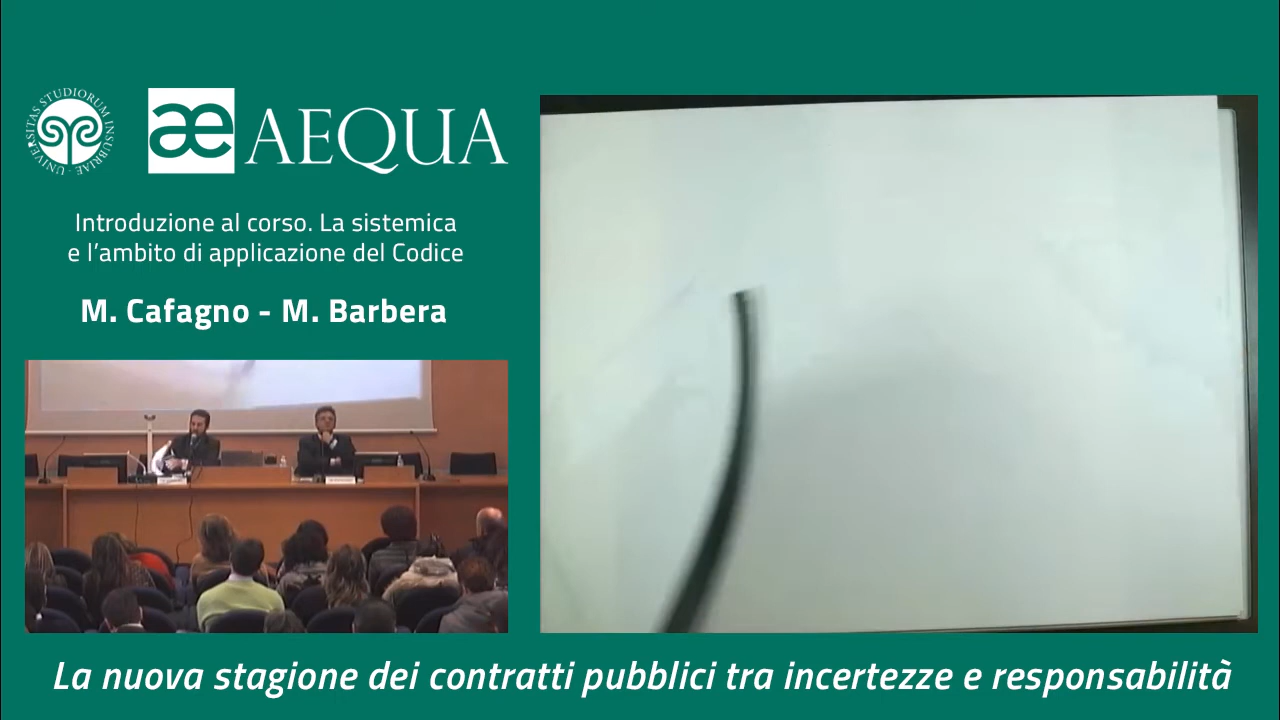 UNIVERSITAS STUDIORUM INSUBRIAE
æ AEQUA
Introduzione al corso. La sistemica
e l’ambito di applicazione del Codice
M. Cafagno - M. Barbera
La nuova stagione dei contratti pubblici tra incertezze e responsabilità